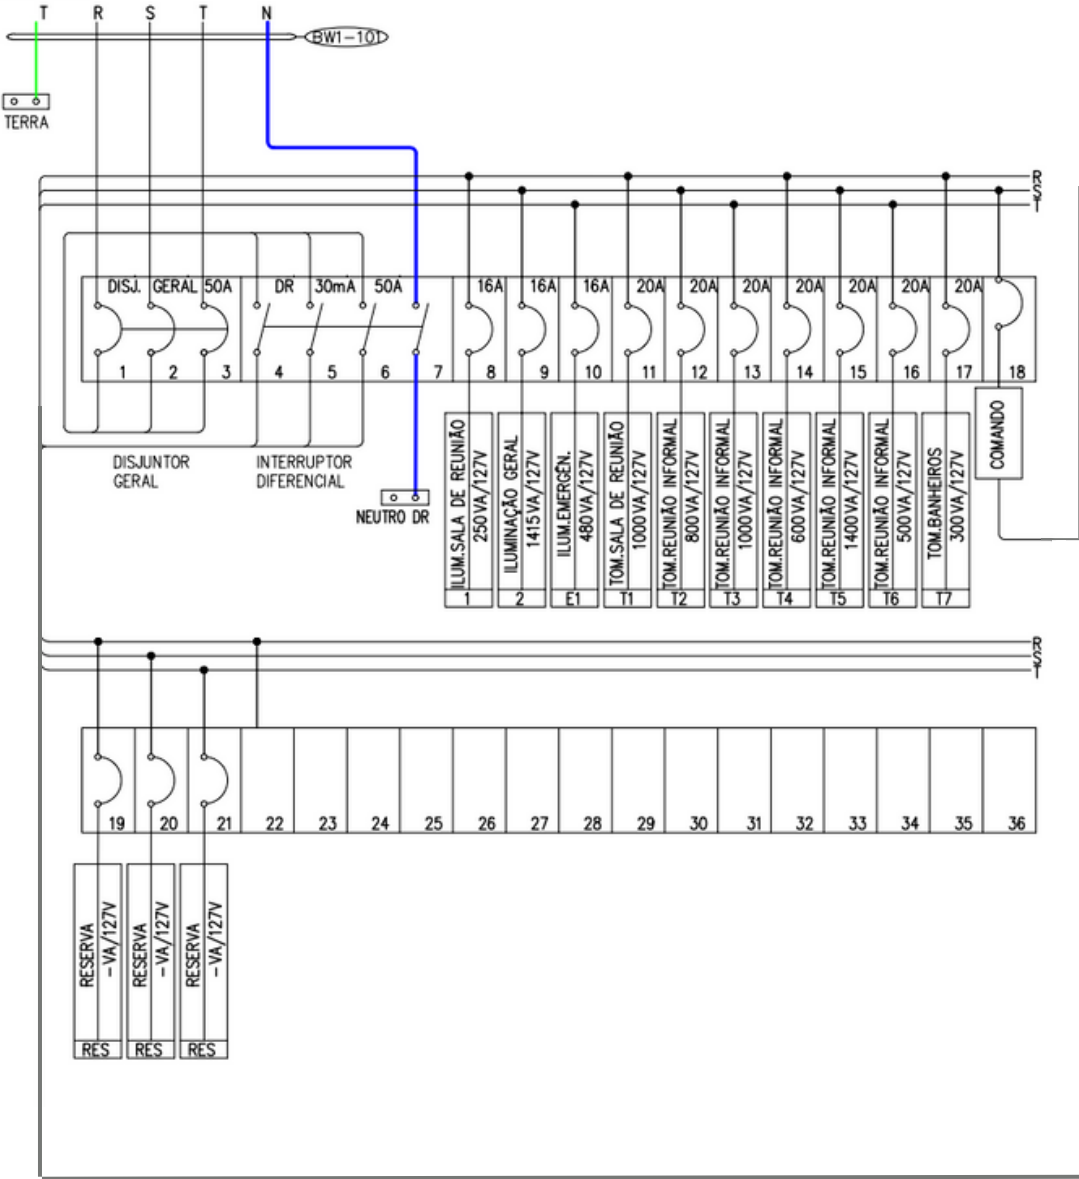 T R S T N
BW1-101
TERRA
R
S
T
DISJ. GERAL 50A
DR 30mA 50A
16A 16A 16A 20A 20A 20A 20A 20A 20A 20A
1 2 3 4 5 6 7 8 9 10 11 12 13 14 15 16 17 18
DISJUNTOR
GERAL
INTERRUPTOR
DIFERENCIAL
NEUTRO DR
ILUM.SALA DE REUNIÃO
250VA/127V
1
ILUMINAÇÃO GERAL
1415VA/127V
2
ILUM.EMERGÊN.
480VA/127V
E1
TOM.SALA DE REUNIÃO
1000VA/127V
T1
TOM.REUNIÃO INFORMAL
800VA/127V
T2
TOM.REUNIÃO INFORMAL
1000VA/127V
T3
TOM.REUNIÃO INFORMAL
600VA/127V
T4
TOM.REUNIÃO INFORMAL
1400VA/127V
T5
TOM.REUNIÃO INFORMAL
500VA/127V
T6
TOM.BANHEIROS
300VA/127V
T7
COMANDO
R
S
T
19 20 21 22 23 24 25 26 27 28 29 30 31 32 33 34 35 36
RESERVA
-VA/127V
RES
RESERVA
-VA/127V
RES
RESERVA
-VA/127V
RES